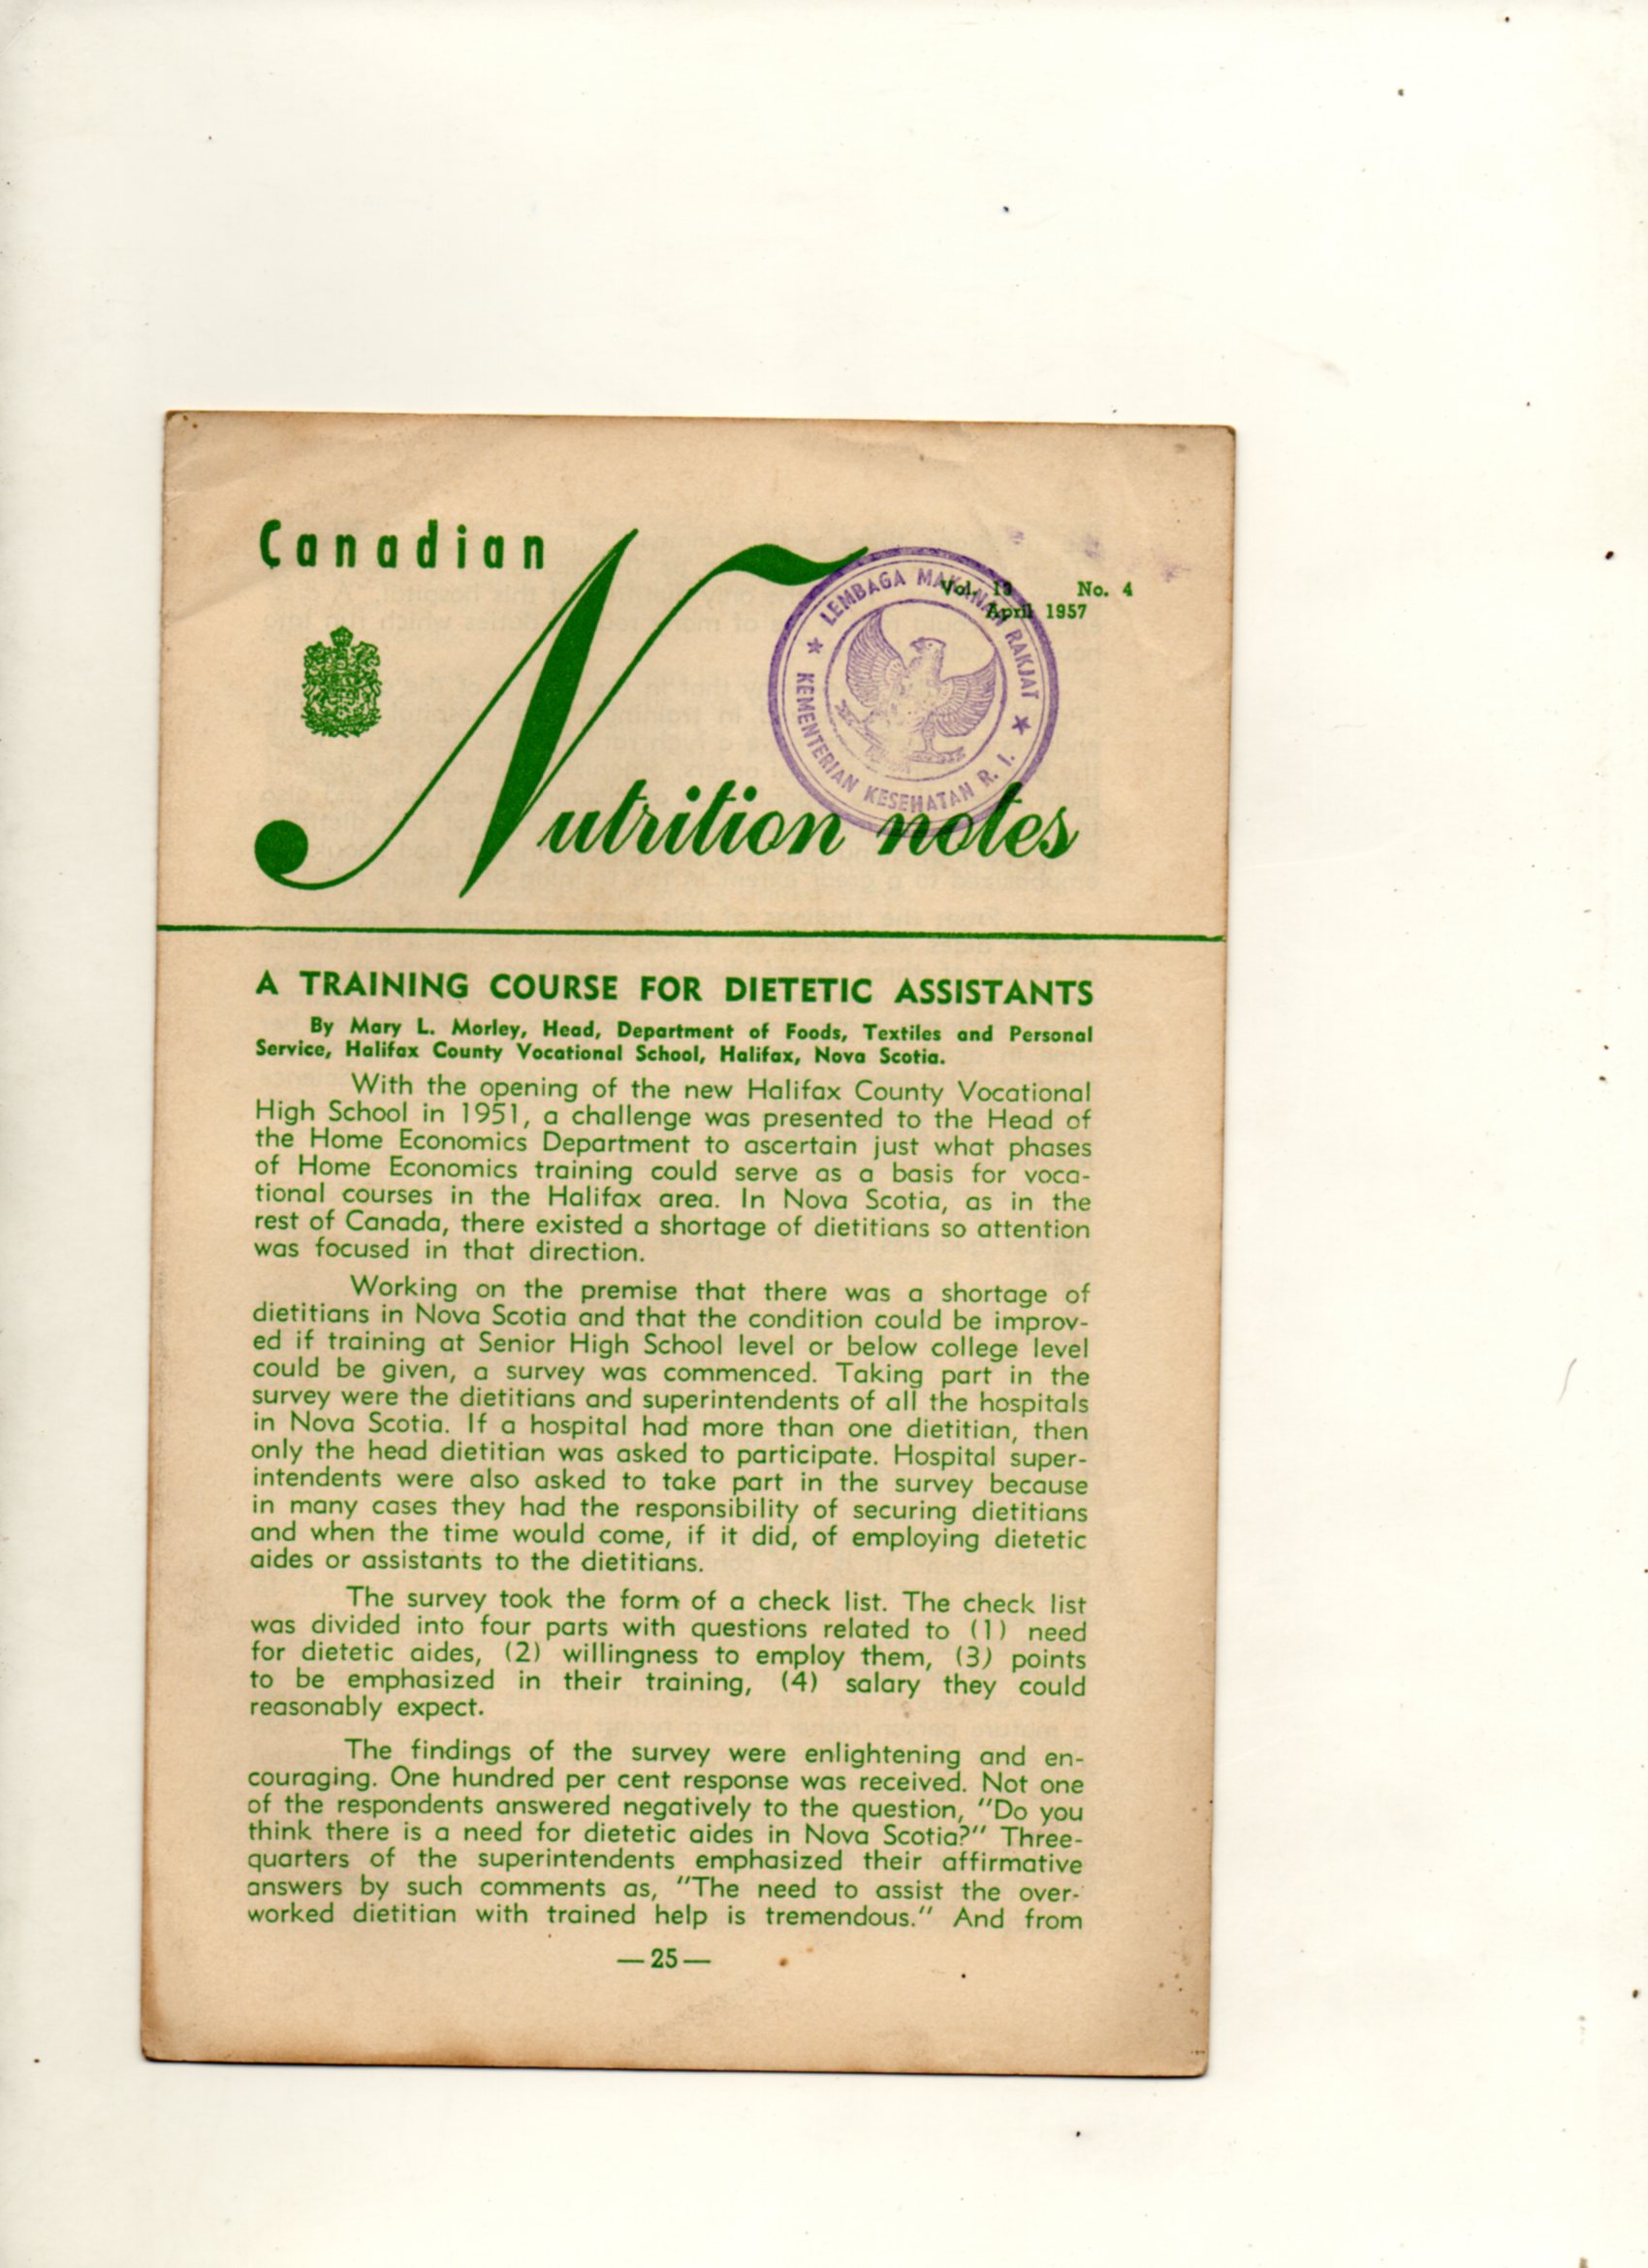 Canadian
Vol. 13 No. 4
April 1957
★ LEMBAGA MAKANAN RAKJAT ★
KEMENTERIAN KESEHATAN R. I.
Nutrition notes
A TRAINING COURSE FOR DIETETIC ASSISTANTS
By Mary L. Morley, Head, Department of Foods, Textiles and Personal
Service, Halifax County Vocational School, Halifax, Nova Scotia.
With the opening of the new Halifax County Vocational
High School in 1951, a challenge was presented to the Head of
the Home Economics Department to ascertain just what phases
of Home Economics training could serve as a basis for voca-
tional courses in the Halifax area. In Nova Scotia, as in the
rest of Canada, there existed a shortage of dietitians so attention
was focused in that direction.
Working on the premise that there was a shortage of
dietitians in Nova Scotia and that the condition could be improv-
ed if training at Senior High School level or below college level
could be given, a survey was commenced. Taking part in the
survey were the dietitians and superintendents of all the hospitals
in Nova Scotia. If a hospital had more than one dietitian, then
only the head dietitian was asked to participate. Hospital super-
intendents were also asked to take part in the survey because
in many cases they had the responsibility of securing dietitians
and when the time would come, if it did, of employing dietetic
aides or assistants to the dietitians.
The survey took the form of a check list. The check list
was divided into four parts with questions related to (1) need
for dietetic aides, (2) willingness to employ them, (3) points
to be emphasized in their training, (4) salary they could
reasonably expect.
The findings of the survey were enlightening and en-
couraging. One hundred per cent response was received. Not one
of the respondents answered negatively to the question, "Do you
think there is a need for dietetic aides in Nova Scotia?" Three-
quarters of the superintendents emphasized their affirmative
answers by such comments as, "The need to assist the over-
worked dietitian with trained help is tremendous." And from
—25—